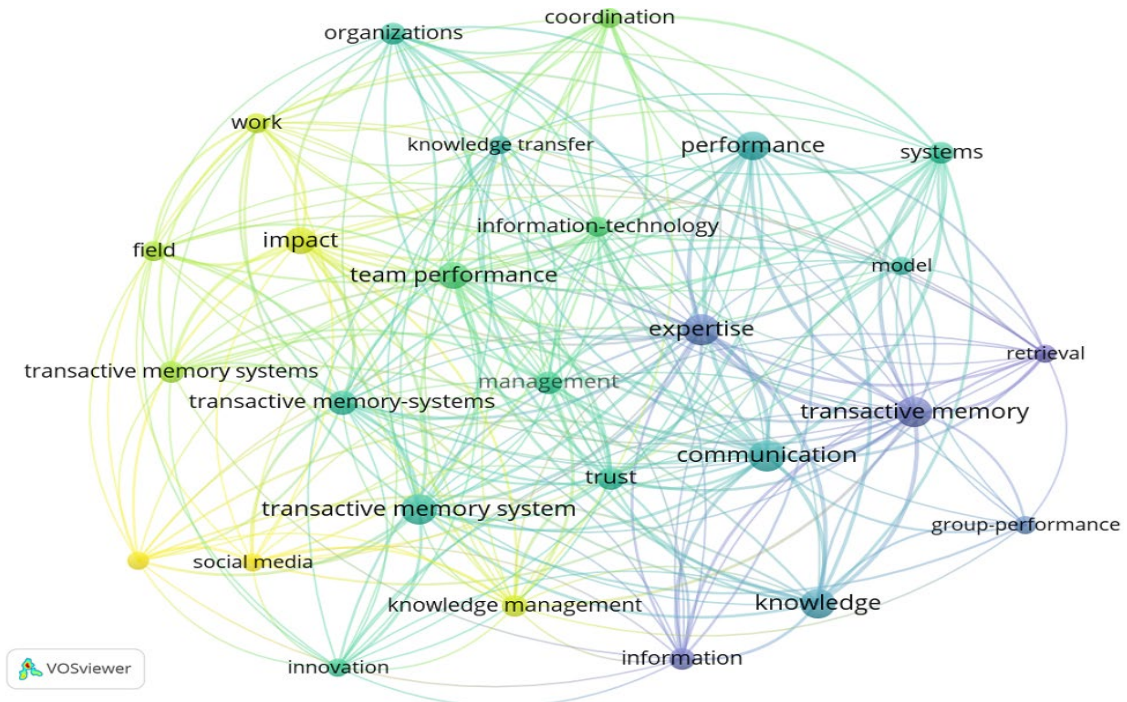 coordination
organizations
work
knowledge transfer
performance
systems
information-technology
impact
field
team performance
model
expertise
retrieval
transactive memory systems
management
transactive memory-systems
transactive memory
communication
trust
transactive memory system
group-performance
social media
knowledge management
knowledge
information
innovation
VOSviewer